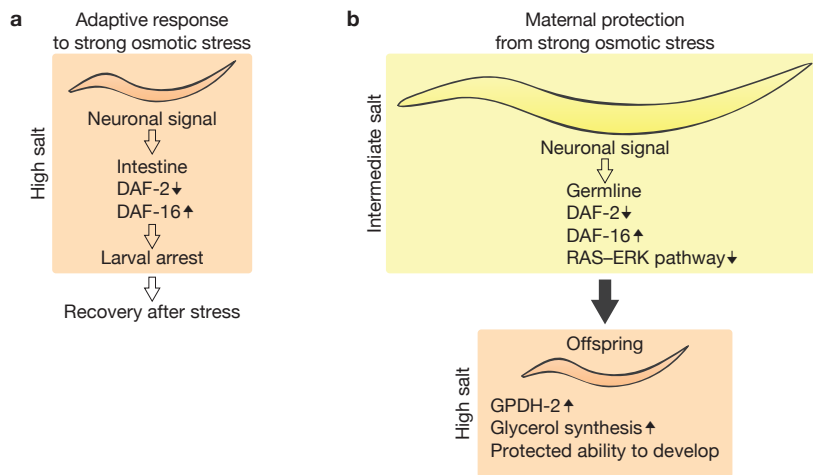 a
Adaptive response
to strong osmotic stress
High salt
Neuronal signal
Intestine
DAF-2↓
DAF-16↑
Larval arrest
Recovery after stress
b
Maternal protection
from strong osmotic stress
Intermediate salt
Neuronal signal
Germline
DAF-2↓
DAF-16↑
RAS–ERK pathway↓
High salt
Offspring
GPDH-2↑
Glycerol synthesis↑
Protected ability to develop